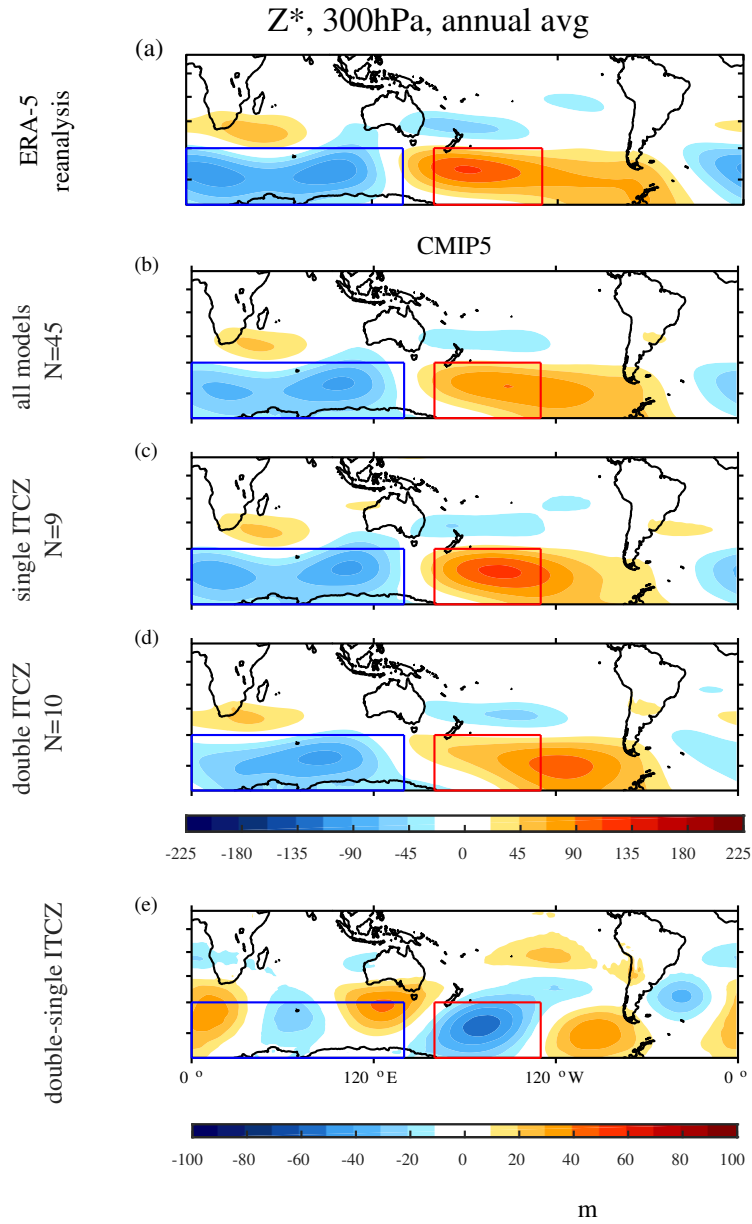 Z*, 300hPa, annual avg
(a)
ERA-5
reanalysis
CMIP5
(b)
all models
N=45
(c)
single ITCZ
N=9
(d)
double ITCZ
N=10
-225 -180 -135 -90 -45 0 45 90 135 180 225
(e)
double-single ITCZ
0 º 120 ºE 120 ºW 0 º
-100 -80 -60 -40 -20 0 20 40 60 80 100
m